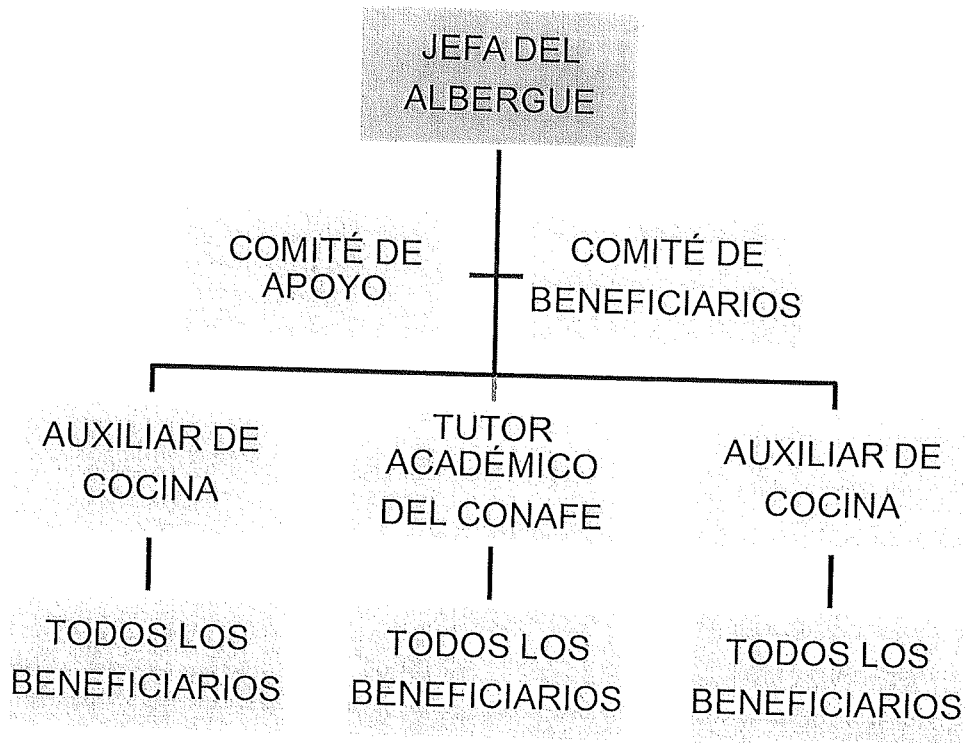 JEFA DEL
ALBERGUE
COMITÉ DE
APOYO
COMITÉ DE
BENEFICIARIOS
AUXILIAR DE
COCINA
TUTOR
ACADÉMICO
DEL CONAFE
AUXILIAR DE
COCINA
TODOS LOS
BENEFICIARIOS
TODOS LOS
BENEFICIARIOS
TODOS LOS
BENEFICIARIOS